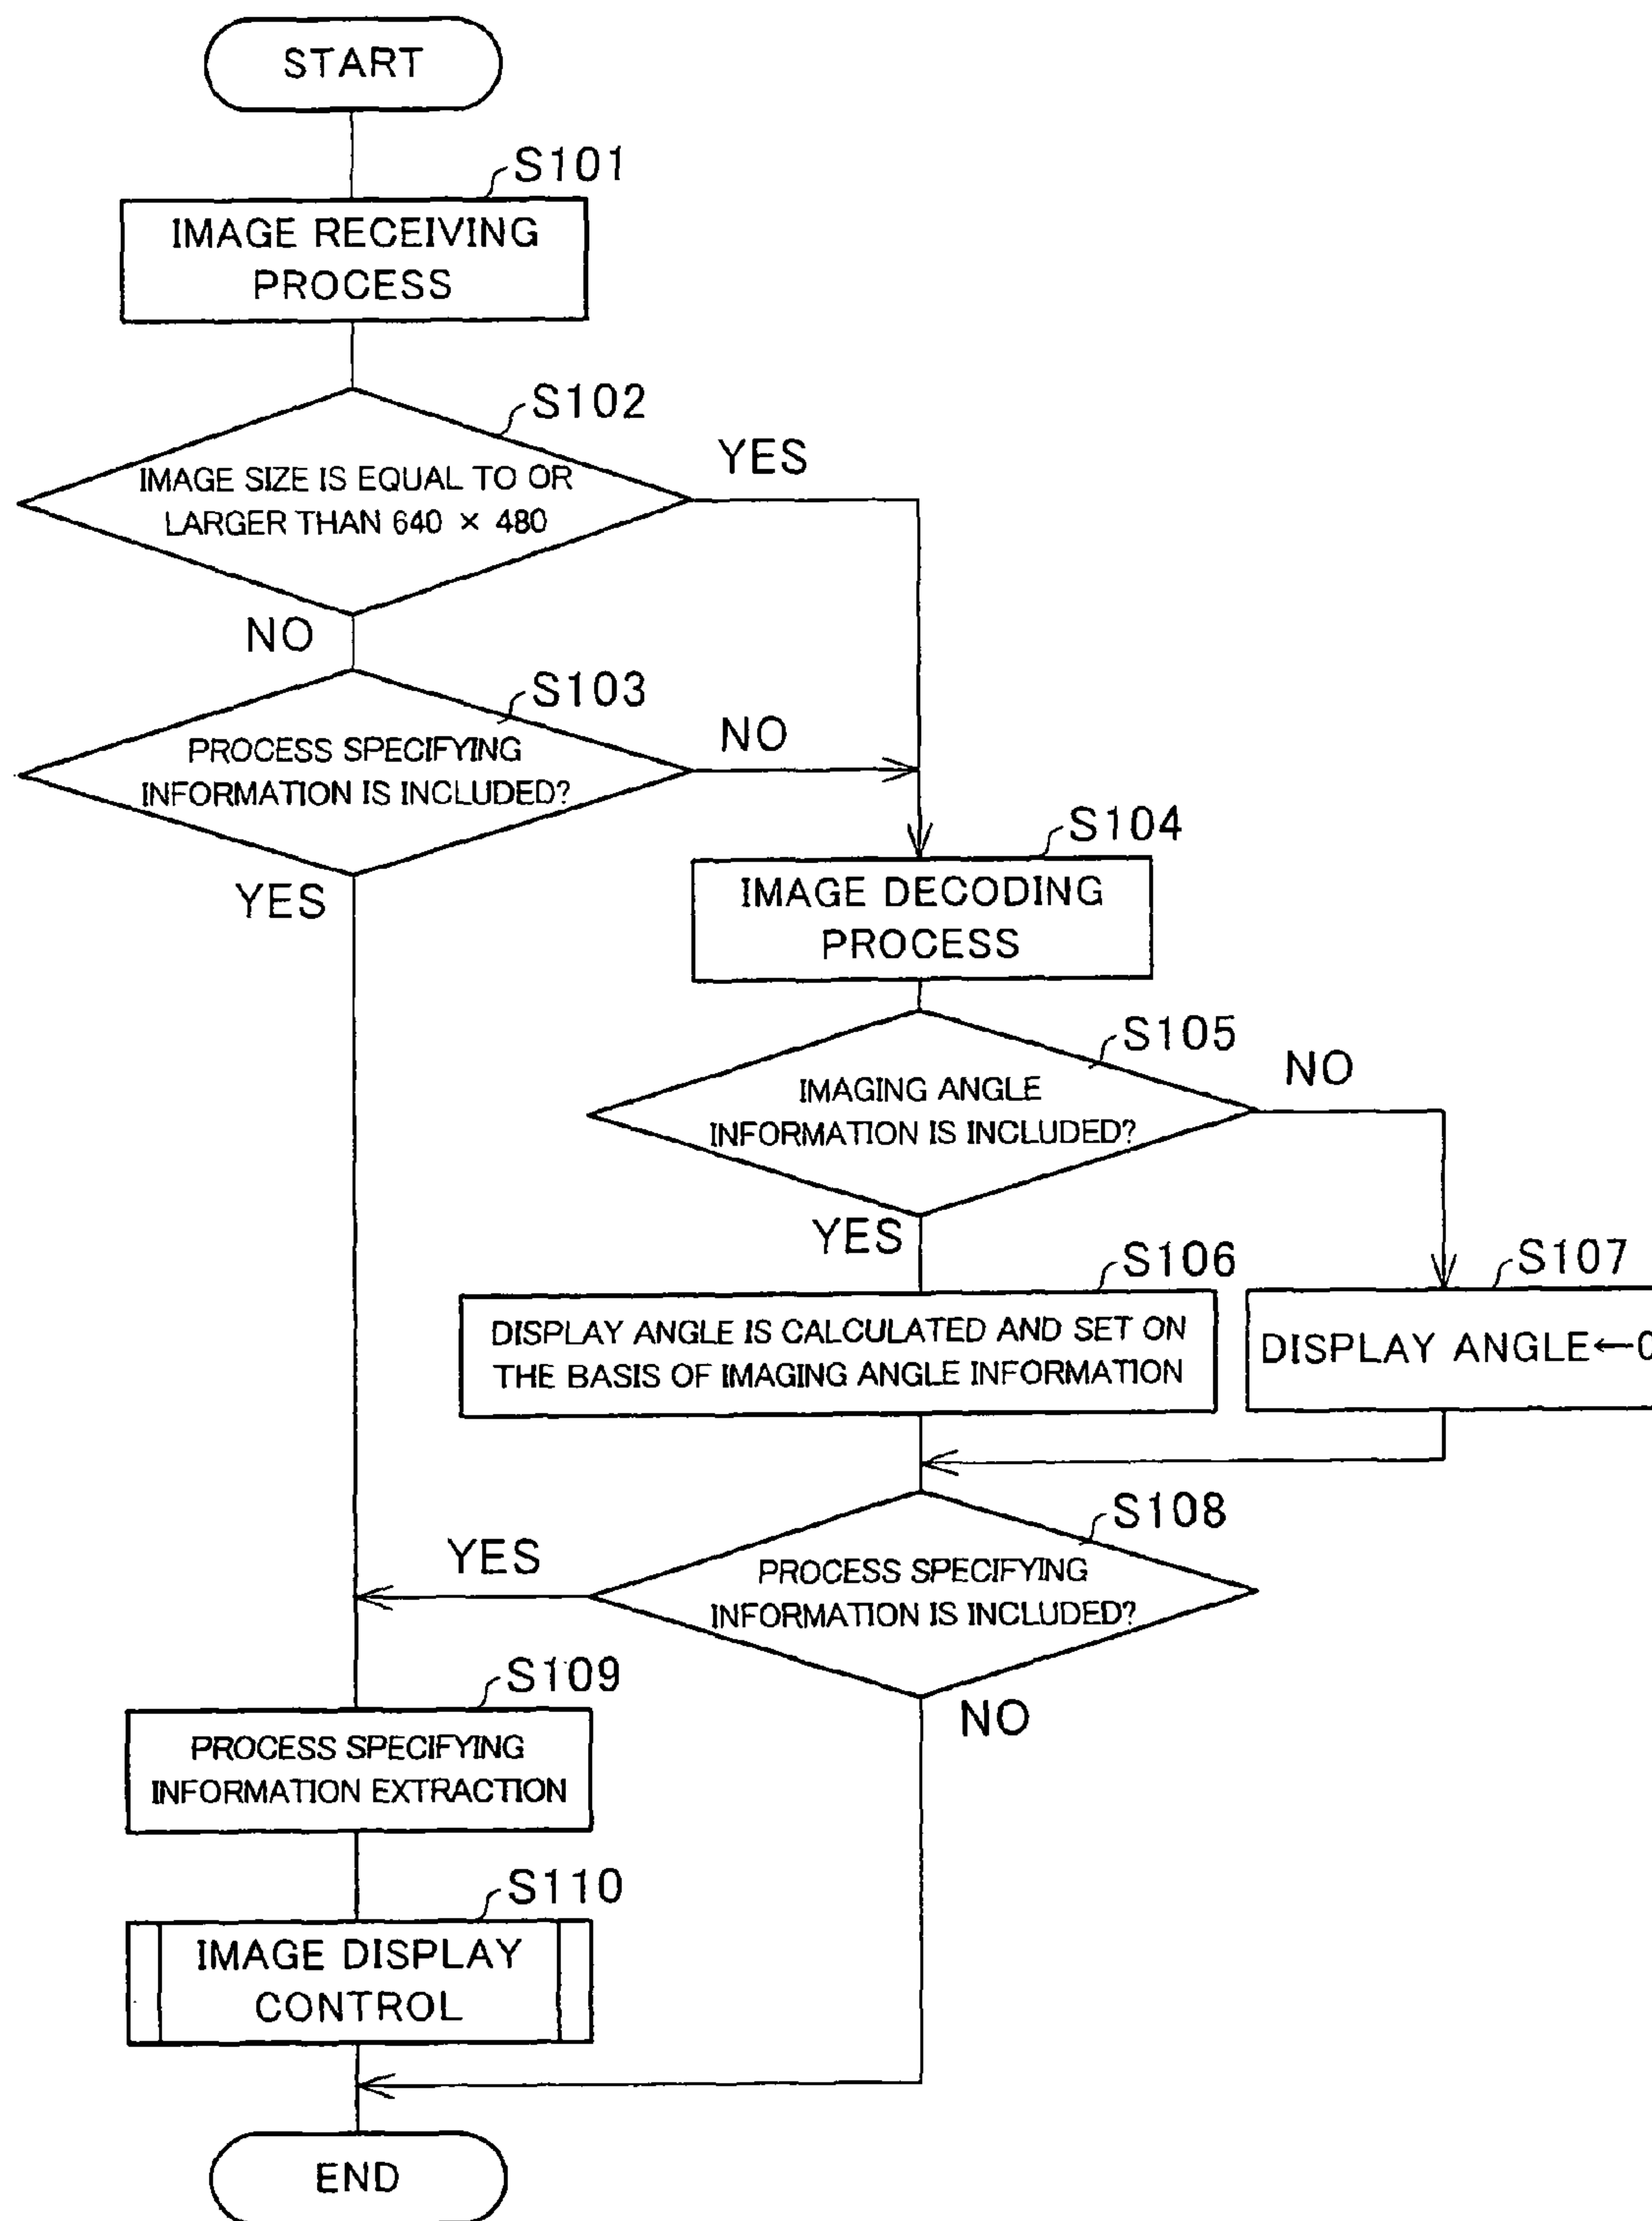 START
S101
IMAGE RECEIVING
PROCESS
S102
IMAGE SIZE IS EQUAL TO OR
LARGER THAN 640 × 480
YES
NO
S103
PROCESS SPECIFYING
INFORMATION IS INCLUDED?
NO
YES
S104
IMAGE DECODING
PROCESS
S105
IMAGING ANGLE
INFORMATION IS INCLUDED?
NO
YES
S106
DISPLAY ANGLE IS CALCULATED AND SET ON
THE BASIS OF IMAGING ANGLE INFORMATION
S107
DISPLAY ANGLE←0
S108
PROCESS SPECIFYING
INFORMATION IS INCLUDED?
YES
NO
S109
PROCESS SPECIFYING
INFORMATION EXTRACTION
S110
IMAGE DISPLAY
CONTROL
END